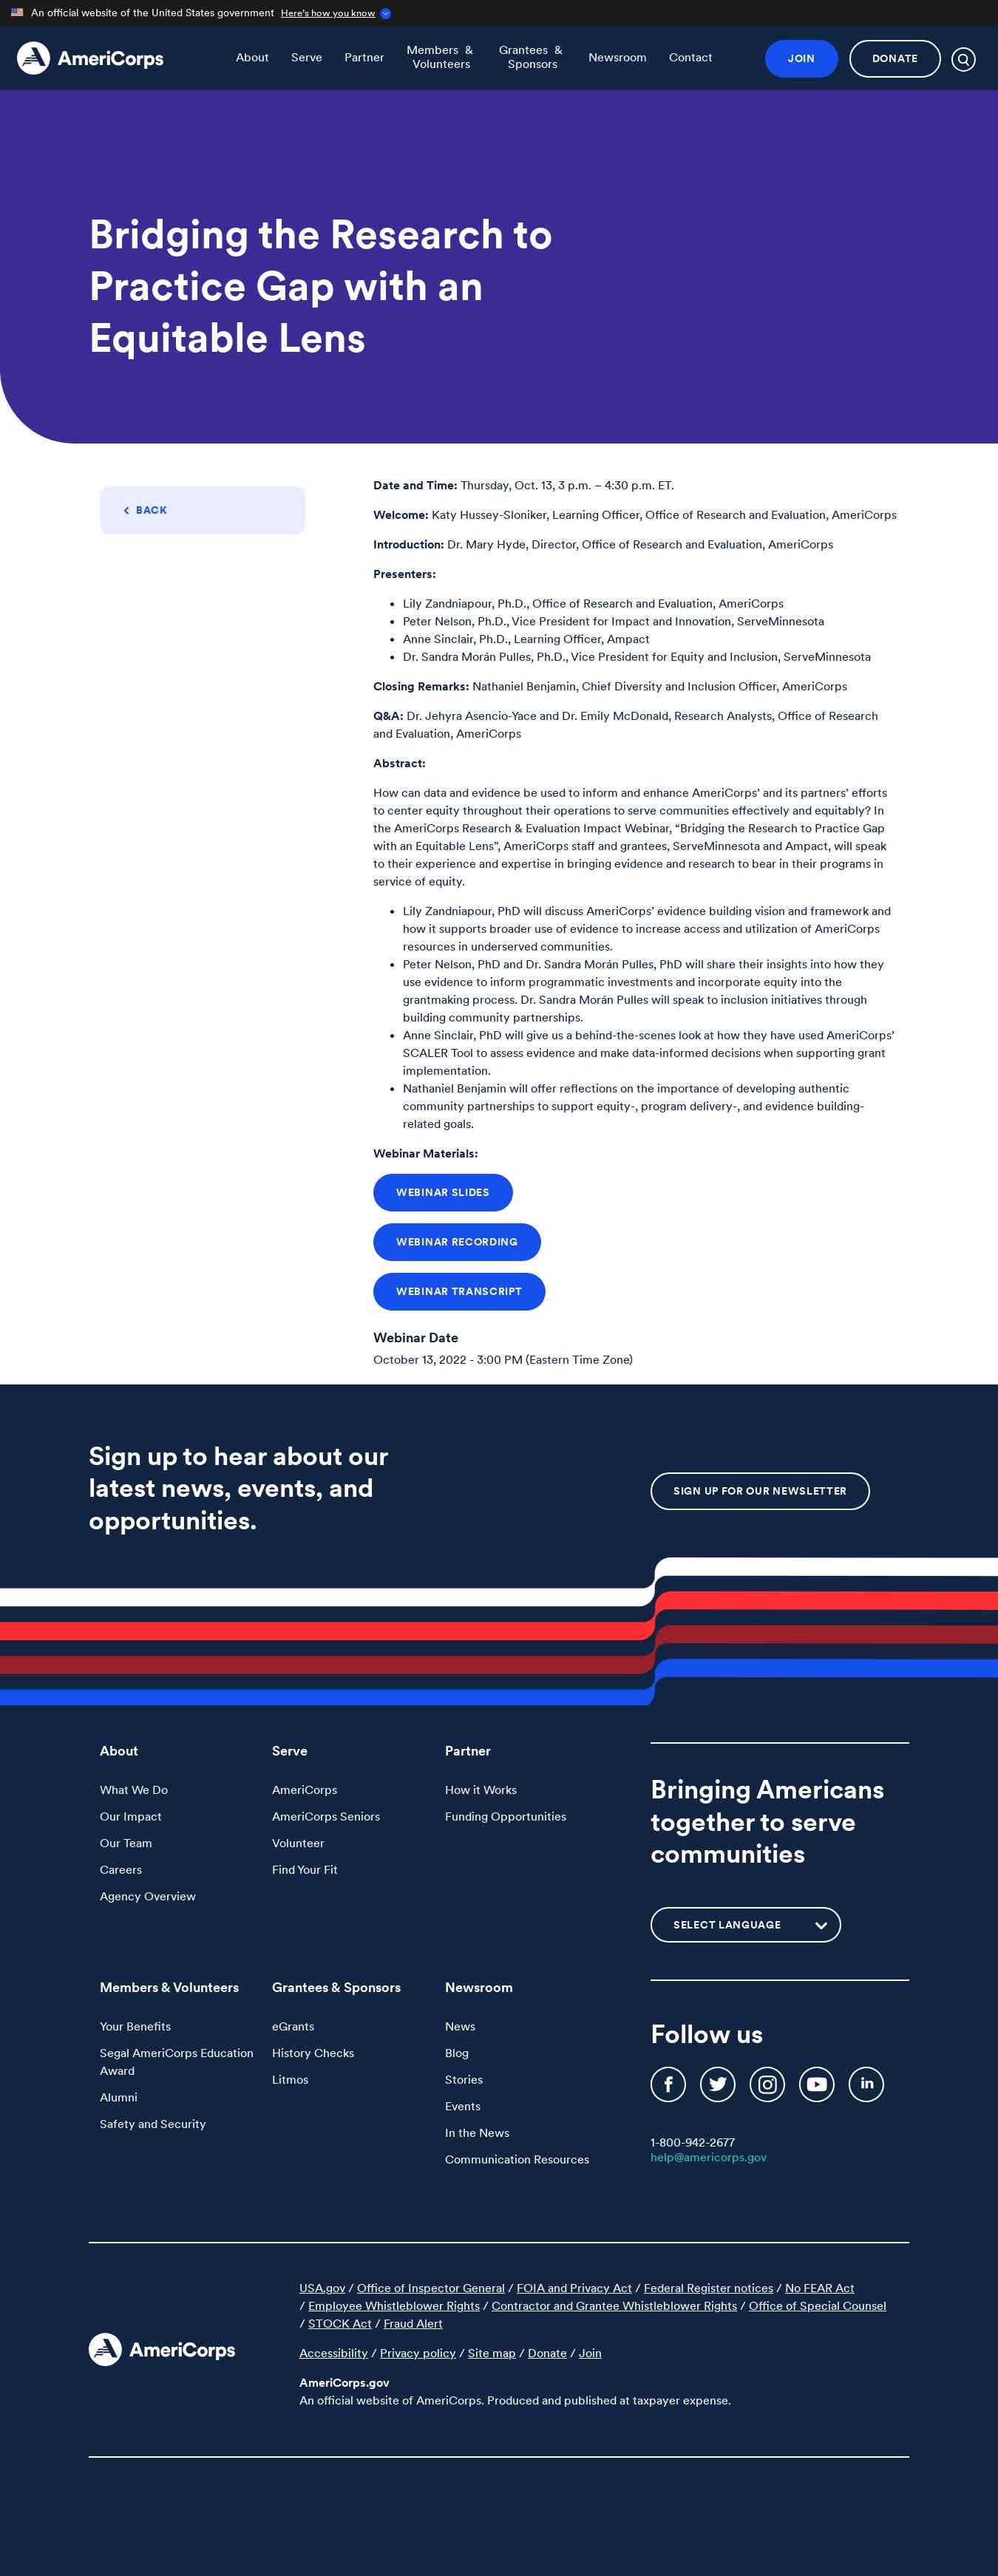 An official website of the United States government Here's how you know
AmeriCorps
About
Serve
Partner
Members &
Volunteers
Grantees &
Sponsors
Newsroom
Contact
JOIN
DONATE
Bridging the Research to
Practice Gap with an
Equitable Lens
BACK
Date and Time: Thursday, Oct. 13, 3 p.m. – 4:30 p.m. ET.
Welcome: Katy Hussey-Sloniker, Learning Officer, Office of Research and Evaluation, AmeriCorps
Introduction: Dr. Mary Hyde, Director, Office of Research and Evaluation, AmeriCorps
Presenters:
• Lily Zandniapour, Ph.D., Office of Research and Evaluation, AmeriCorps
• Peter Nelson, Ph.D., Vice President for Impact and Innovation, ServeMinnesota
• Anne Sinclair, Ph.D., Learning Officer, Ampact
• Dr. Sandra Morán Pulles, Ph.D., Vice President for Equity and Inclusion, ServeMinnesota
Closing Remarks: Nathaniel Benjamin, Chief Diversity and Inclusion Officer, AmeriCorps
Q&A: Dr. Jehyra Asencio-Yace and Dr. Emily McDonald, Research Analysts, Office of Research
and Evaluation, AmeriCorps
Abstract:
How can data and evidence be used to inform and enhance AmeriCorps' and its partners' efforts
to center equity throughout their operations to serve communities effectively and equitably? In
the AmeriCorps Research & Evaluation Impact Webinar, “Bridging the Research to Practice Gap
with an Equitable Lens”, AmeriCorps staff and grantees, ServeMinnesota and Ampact, will speak
to their experience and expertise in bringing evidence and research to bear in their programs in
service of equity.
• Lily Zandniapour, PhD will discuss AmeriCorps' evidence building vision and framework and
how it supports broader use of evidence to increase access and utilization of AmeriCorps
resources in underserved communities.
• Peter Nelson, PhD and Dr. Sandra Morán Pulles, PhD will share their insights into how they
use evidence to inform programmatic investments and incorporate equity into the
grantmaking process. Dr. Sandra Morán Pulles will speak to inclusion initiatives through
building community partnerships.
• Anne Sinclair, PhD will give us a behind-the-scenes look at how they have used AmeriCorps'
SCALER Tool to assess evidence and make data-informed decisions when supporting grant
implementation.
• Nathaniel Benjamin will offer reflections on the importance of developing authentic
community partnerships to support equity-, program delivery-, and evidence building-
related goals.
Webinar Materials:
WEBINAR SLIDES
WEBINAR RECORDING
WEBINAR TRANSCRIPT
Webinar Date
October 13, 2022 - 3:00 PM (Eastern Time Zone)
Sign up to hear about our
latest news, events, and
opportunities.
SIGN UP FOR OUR NEWSLETTER
About
What We Do
Our Impact
Our Team
Careers
Agency Overview
Serve
AmeriCorps
AmeriCorps Seniors
Volunteer
Find Your Fit
Partner
How it Works
Funding Opportunities
Bringing Americans
together to serve
communities
SELECT LANGUAGE
Members & Volunteers
Your Benefits
Segal AmeriCorps Education
Award
Alumni
Safety and Security
Grantees & Sponsors
eGrants
History Checks
Litmos
Newsroom
News
Blog
Stories
Events
In the News
Communication Resources
Follow us
1-800-942-2677
help@americorps.gov
AmeriCorps
USA.gov / Office of Inspector General / FOIA and Privacy Act / Federal Register notices / No FEAR Act
/ Employee Whistleblower Rights / Contractor and Grantee Whistleblower Rights / Office of Special Counsel
/ STOCK Act / Fraud Alert
Accessibility / Privacy policy / Site map / Donate / Join
AmeriCorps.gov
An official website of AmeriCorps. Produced and published at taxpayer expense.